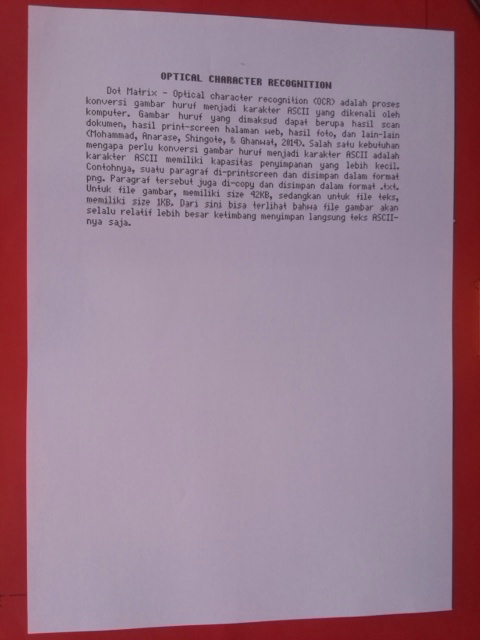 OPTICAL CHARACTER RECOGNITION
Dot Matrix - Optical character recognition (OCR) adalah proses
konversi gambar huruf menjadi karakter ASCII yang dikenali oleh
komputer. Gambar huruf yang dimaksud dapat berupa hasil scan
dokumen, hasil print-screen halaman web, hasil foto, dan lain-lain
(Mohammad, Anarase, Shingote, & Ghanwat, 2014). Salah satu kebutuhan
mengapa perlu konversi gambar huruf menjadi karakter ASCII adalah
karakter ASCII memiliki kapasitas penyimpanan yang lebih kecil.
Contohnya, suatu paragraf di-printscreen dan disimpan dalam format
png. Paragraf tersebut juga di-copy dan disimpan dalam format .txt.
Untuk file gambar, memiliki size 42KB, sedangkan untuk file teks,
memiliki size 1KB. Dari sini bisa terlihat bahwa file gambar akan
selalu relatif lebih besar ketimbang menyimpan langsung teks ASCII-
nya saja.